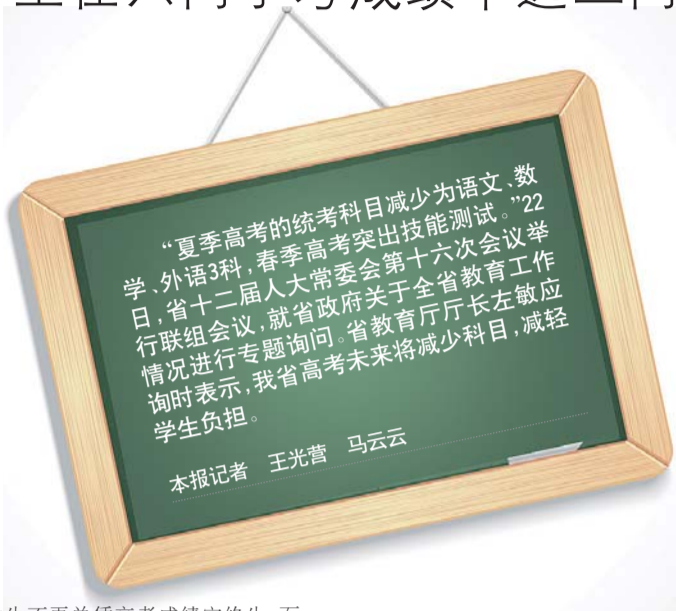 “夏季高考的统考科目减少为语文、数
学、外语3科，春季高考突出技能测试。”22
日，省十二届人大常委会第十六次会议举
行联组会议，就省政府关于全省教育工作
情况进行专题询问。省教育厅厅长左敏应
询时表示，我省高考未来将减少科目，减轻
学生负担。
本报记者 王光营 马云云